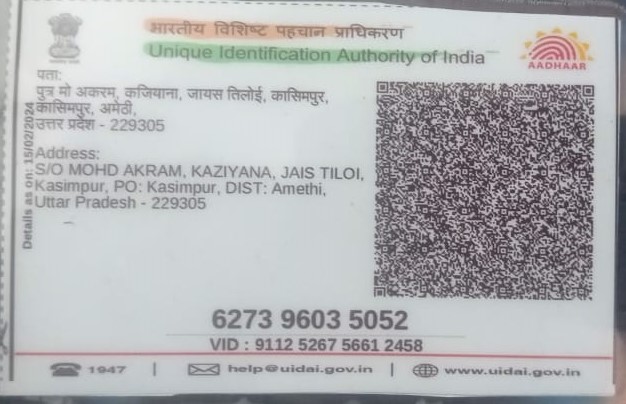 भारतीय विशिष्ट पहचान प्राधिकरण
Unique Identification Authority of India
AADHAAR
पता:
पुत्र मो अकरम, कजियाना, जायस तिलोई, कासिमपुर,
कासिमपुर, अमेठी,
उत्तर प्रदेश - 229305
Address:
S/O MOHD AKRAM, KAZIYANA, JAIS TILOI,
Kasimpur, PO: Kasimpur, DIST: Amethi,
Uttar Pradesh - 229305
Details as on: 15/02/2024
6273 9603 5052
VID : 9112 5267 5661 2458
1947 | help@uidai.gov.in | www.uidai.gov.in